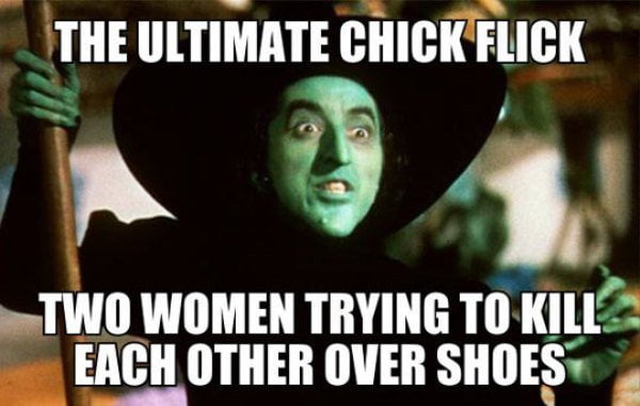 THE ULTIMATE CHICK FLICK
TWO WOMEN TRYING TO KILL
EACH OTHER OVER SHOES